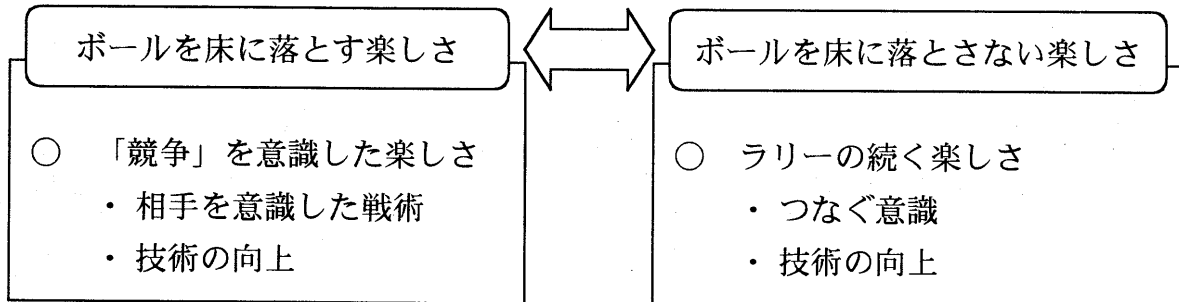 ボールを床に落とす楽しさ
○ 「競争」を意識した楽しさ
・相手を意識した戦術
・技術の向上
ボールを床に落とさない楽しさ
○ ラリーの続く楽しさ
・つなぐ意識
・技術の向上